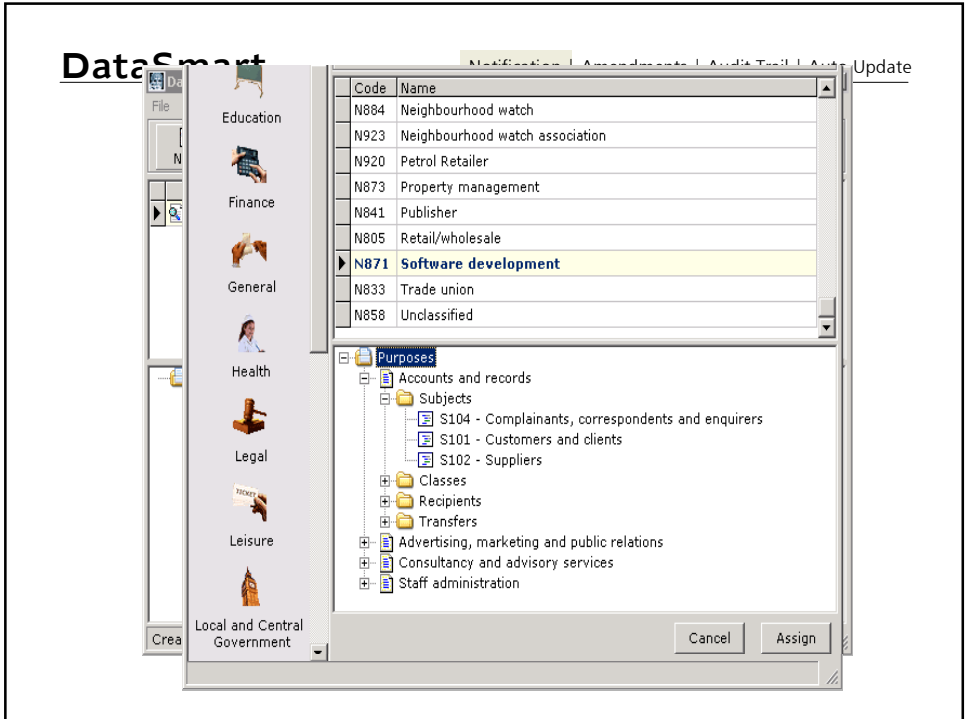 DataSmart
Notification | Amendments | Audit Trail | Auto Update
Da
File
N
Crea
Education
Finance
General
Health
Legal
TICKET
Leisure
Local and Central
Government
Code Name
N884 Neighbourhood watch
N923 Neighbourhood watch association
N920 Petrol Retailer
N873 Property management
N841 Publisher
N805 Retail/wholesale
N871 Software development
N833 Trade union
N858 Unclassified
Purposes
Accounts and records
Subjects
S104 - Complainants, correspondents and enquirers
S101 - Customers and clients
S102 - Suppliers
Classes
Recipients
Transfers
Advertising, marketing and public relations
Consultancy and advisory services
Staff administration
Cancel Assign